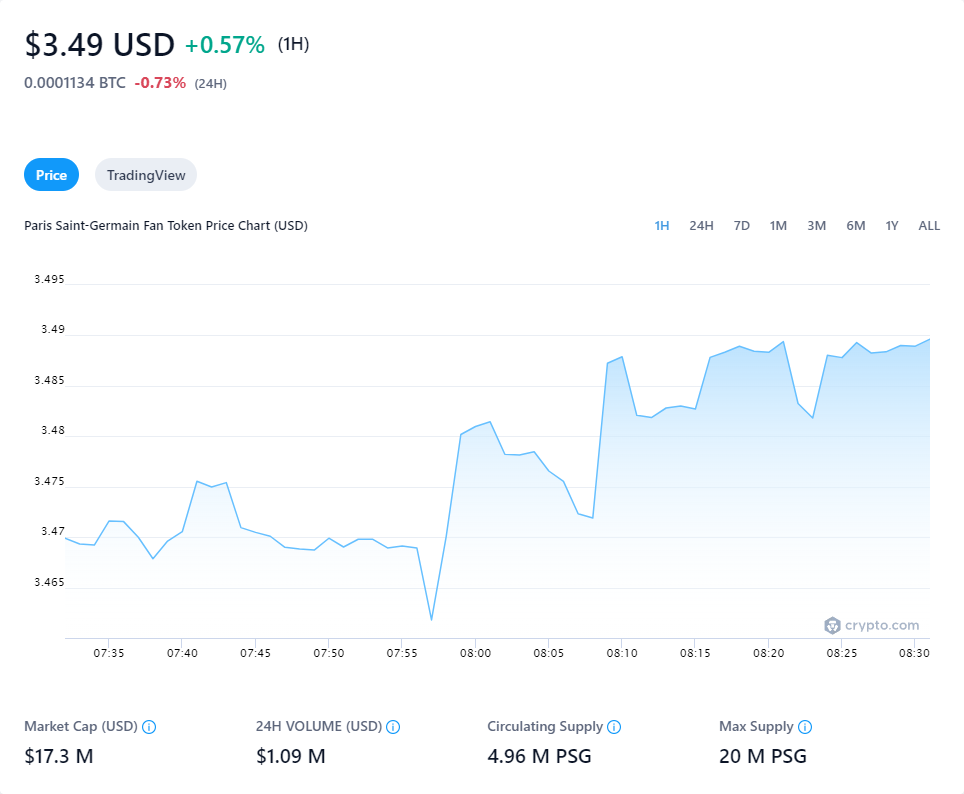 $3.49 USD +0.57% (1H)
0.0001134 BTC -0.73% (24H)
Price TradingView
Paris Saint-Germain Fan Token Price Chart (USD) 1H 24H 7D 1M 3M 6M 1Y ALL
3.495
3.49
3.485
3.48
3.475
3.47
3.465
crypto.com
07:35 07:40 07:45 07:50 07:55 08:00 08:05 08:10 08:15 08:20 08:25 08:30
Market Cap (USD) 24H VOLUME (USD) Circulating Supply Max Supply
$17.3 M $1.09 M 4.96 M PSG 20 M PSG